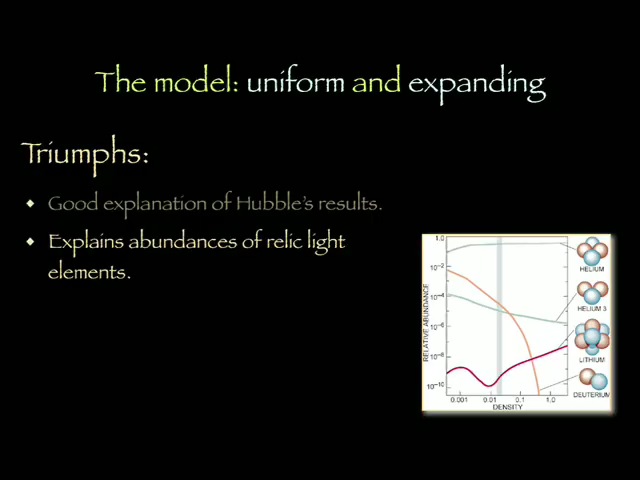 The model: uniform and expanding
Triumphs:
Good explanation of Hubble's results.
Explains abundances of relic light
elements.
1.0
10⁻²
10⁻⁴
10⁻⁶
10⁻⁸
10⁻¹⁰
RELATIVE ABUNDANCE
0.001 0.01 0.1 1.0
DENSITY
HELIUM
HELIUM 3
LITHIUM
DEUTERIUM